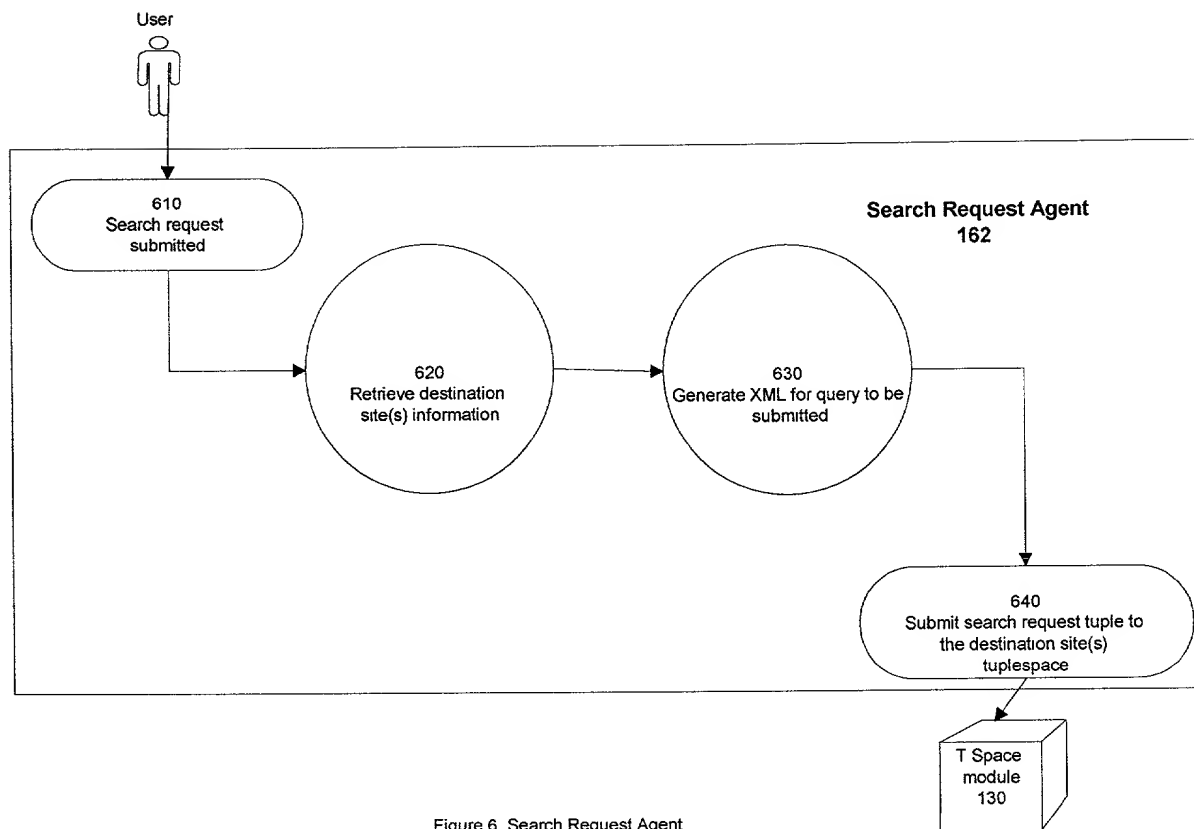 User
610
Search request
submitted
Search Request Agent
162
620
Retrieve destination
site(s) information
630
Generate XML for query to be
submitted
640
Submit search request tuple to
the destination site(s)
tuplespace
T Space
module
130
Figure 6. Search Request Agent